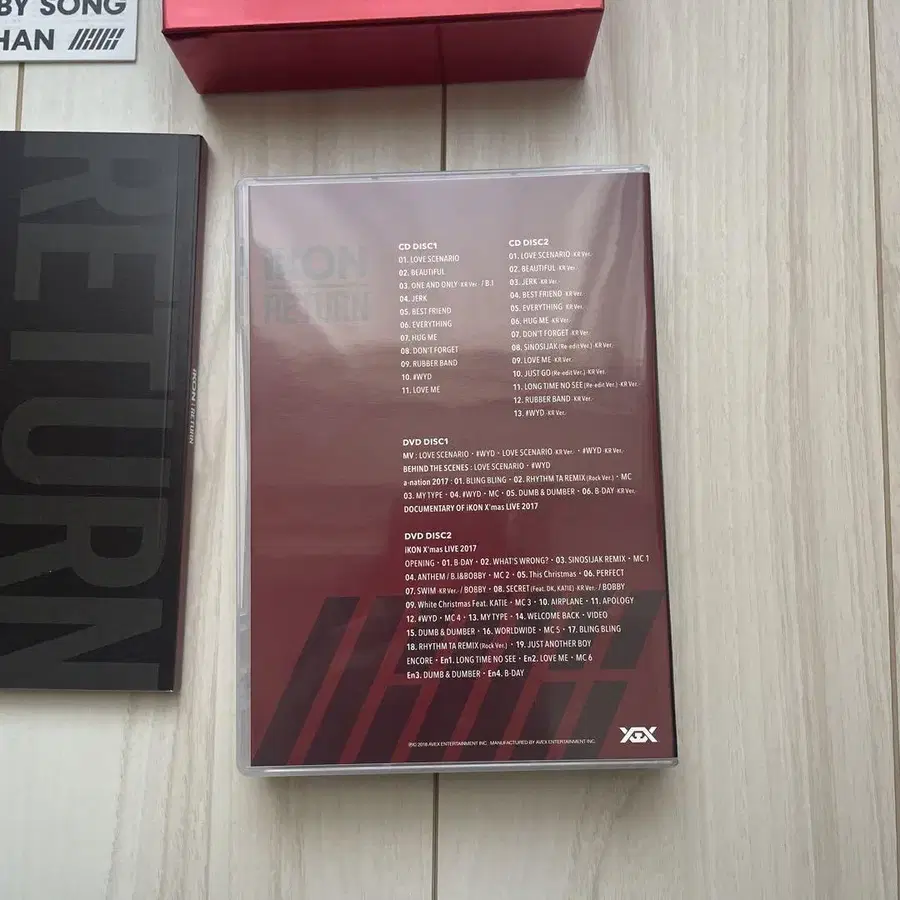 BY SONG
HAN iKON
RETURN
iKON | RETURN
iKON
RETURN
CD DISC1
01. LOVE SCENARIO
02. BEAUTIFUL
03. ONE AND ONLY -KR Ver.- / B.I
04. JERK
05. BEST FRIEND
06. EVERYTHING
07. HUG ME
08. DON'T FORGET
09. RUBBER BAND
10. #WYD
11. LOVE ME
CD DISC2
01. LOVE SCENARIO -KR Ver.-
02. BEAUTIFUL -KR Ver.-
03. JERK -KR Ver.-
04. BEST FRIEND -KR Ver.-
05. EVERYTHING -KR Ver.-
06. HUG ME -KR Ver.-
07. DON'T FORGET -KR Ver.-
08. SINOSIJAK (Re-edit Ver.) -KR Ver.-
09. LOVE ME -KR Ver.-
10. JUST GO (Re-edit Ver.) -KR Ver.-
11. LONG TIME NO SEE (Re-edit Ver.) -KR Ver.-
12. RUBBER BAND -KR Ver.-
13. #WYD -KR Ver.-
DVD DISC1
MV : LOVE SCENARIO・#WYD・LOVE SCENARIO -KR Ver.-・#WYD -KR Ver.-
BEHIND THE SCENES : LOVE SCENARIO・#WYD
a-nation 2017 : 01. BLING BLING・02. RHYTHM TA REMIX (Rock Ver.)・MC
03. MY TYPE・04. #WYD・MC・05. DUMB & DUMBER・06. B-DAY -KR Ver.-
DOCUMENTARY OF iKON X'mas LIVE 2017
DVD DISC2
iKON X'mas LIVE 2017
OPENING・01. B-DAY・02. WHAT'S WRONG?・03. SINOSIJAK REMIX・MC 1
04. ANTHEM / B.I&BOBBY・MC 2・05. This Christmas・06. PERFECT
07. SWIM -KR Ver.- / BOBBY・08. SECRET (Feat. DK, KATIE) -KR Ver.- / BOBBY
09. White Christmas Feat. KATIE・MC 3・10. AIRPLANE・11. APOLOGY
12. #WYD・MC 4・13. MY TYPE・14. WELCOME BACK・VIDEO
15. DUMB & DUMBER・16. WORLDWIDE・MC 5・17. BLING BLING
18. RHYTHM TA REMIX (Rock Ver.)・19. JUST ANOTHER BOY
ENCORE・En1. LONG TIME NO SEE・En2. LOVE ME・MC 6
En3. DUMB & DUMBER・En4. B-DAY
℗© 2018 AVEX ENTERTAINMENT INC. MANUFACTURED BY AVEX ENTERTAINMENT INC.
YGEX